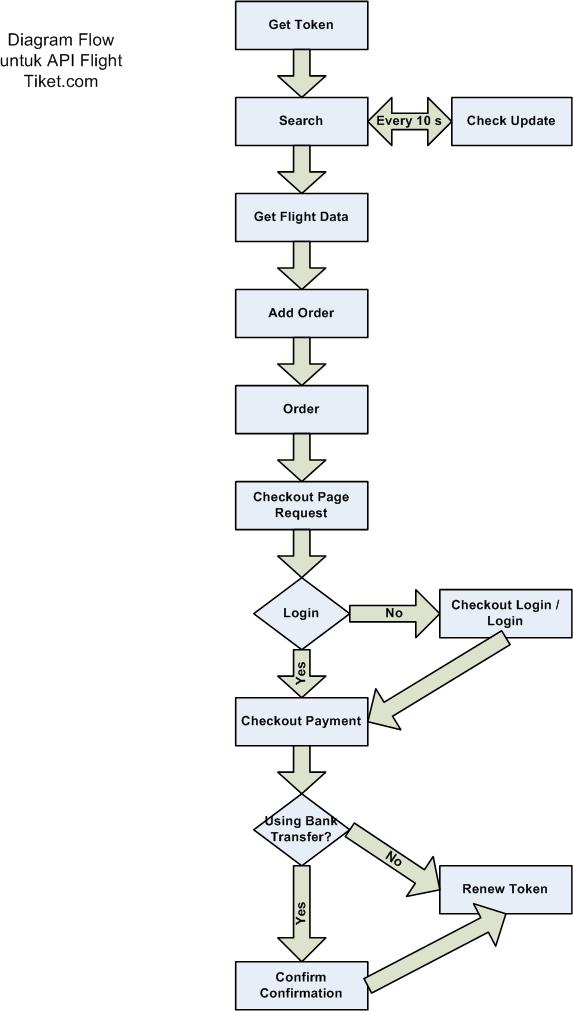 Diagram Flow
untuk API Flight
Tiket.com
Get Token
Search
Every 10 s
Check Update
Get Flight Data
Add Order
Order
Checkout Page
Request
Login
No
Checkout Login /
Login
Yes
Checkout Payment
Using Bank
Transfer?
No
Renew Token
Yes
Confirm
Confirmation